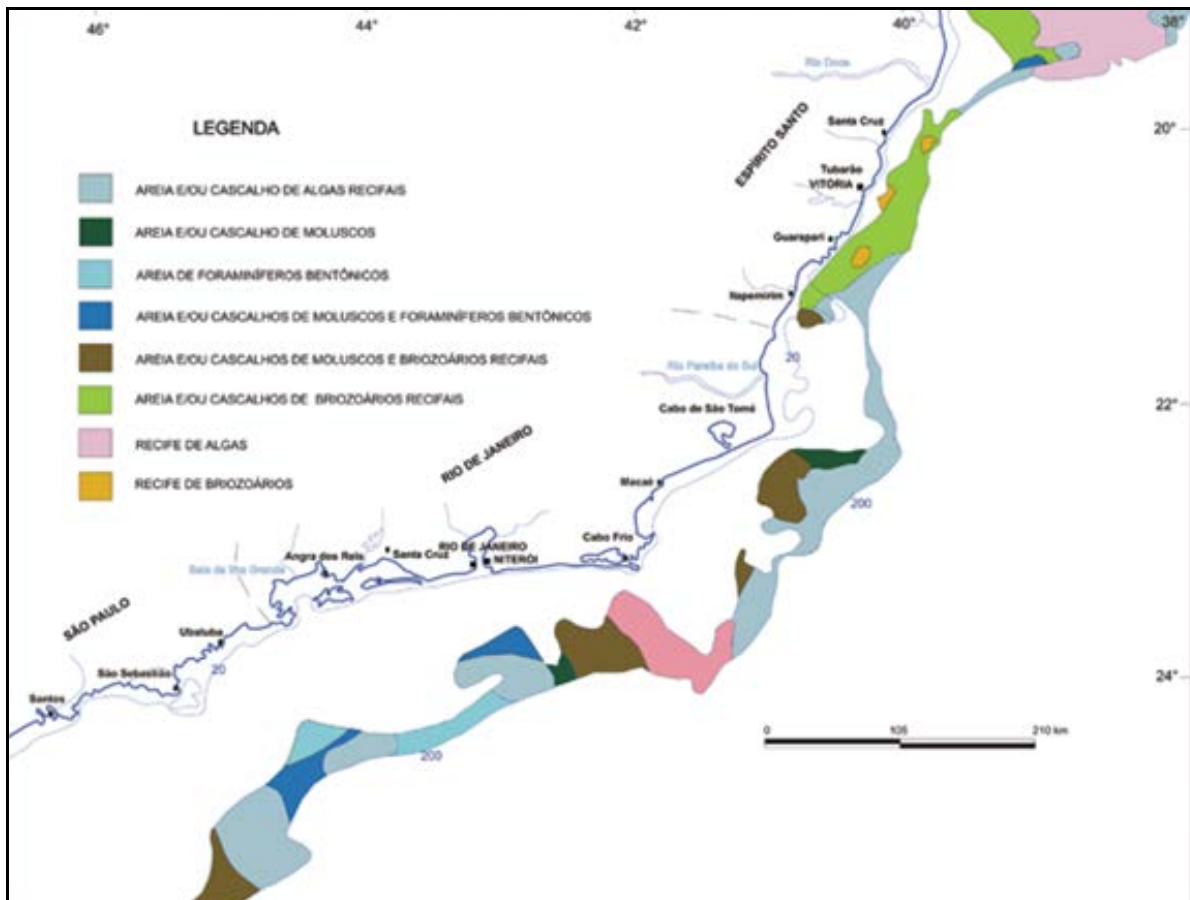 46°
44°
42°
40°
38°
Rio Doce
LEGENDA
ESPÍRITO SANTO
Santa Cruz
20°
Tubarão
VITÓRIA
AREIA E/OU CASCALHO DE ALGAS RECIFAIS
AREIA E/OU CASCALHO DE MOLUSCOS
Guarapari
AREIA DE FORAMINÍFEROS BENTÔNICOS
Itapemirim
AREIA E/OU CASCALHOS DE MOLUSCOS E FORAMINÍFEROS BENTÔNICOS
20
AREIA E/OU CASCALHOS DE MOLUSCOS E BRIOZOÁRIOS RECIFAIS
Rio Paraíba do Sul
AREIA E/OU CASCALHOS DE BRIOZOÁRIOS RECIFAIS
22°
Cabo de São Tomé
RECIFE DE ALGAS
RIO DE JANEIRO
RECIFE DE BRIOZOÁRIOS
Macaé
200
Cabo Frio
RIO DE JANEIRO
NITERÓI
Santa Cruz
Angra dos Reis
Baia da Ilha Grande
SÃO PAULO
Ubatuba
20
São Sebastião
24°
Santos
0 105 210 km
200